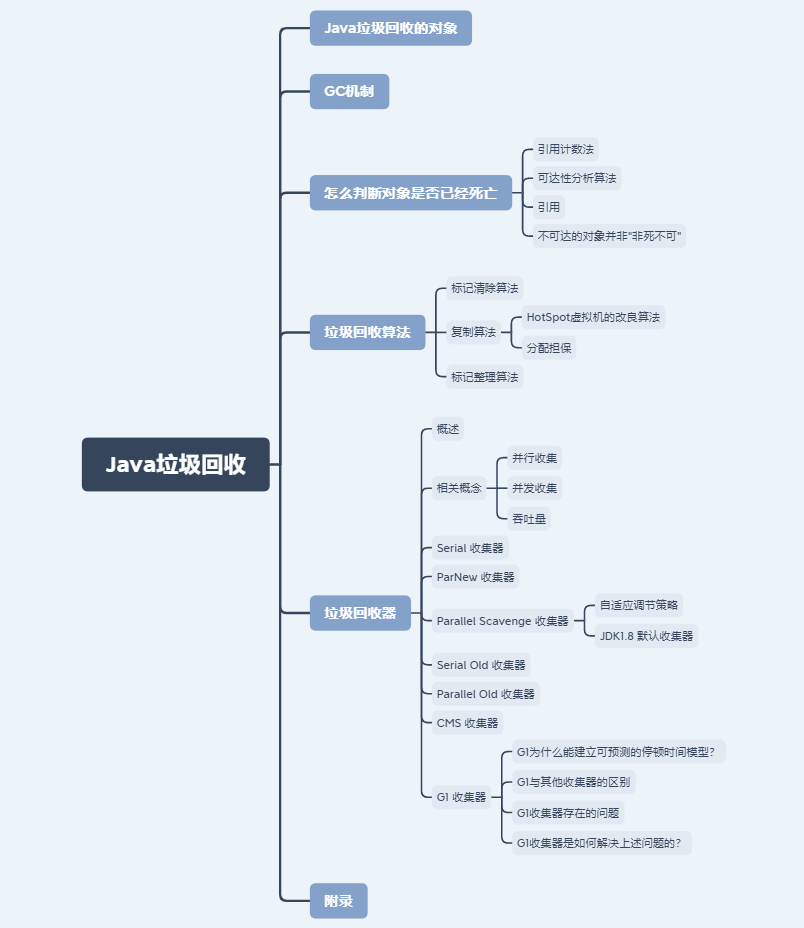 Java垃圾回收的对象
GC机制
怎么判断对象是否已经死亡
引用计数法
可达性分析算法
引用
不可达的对象并非"非死不可"
垃圾回收算法
标记清除算法
复制算法
HotSpot虚拟机的改良算法
分配担保
标记整理算法
Java垃圾回收
垃圾回收器
概述
相关概念
并行收集
并发收集
吞吐量
Serial 收集器
ParNew 收集器
Parallel Scavenge 收集器
自适应调节策略
JDK1.8 默认收集器
Serial Old 收集器
Parallel Old 收集器
CMS 收集器
G1 收集器
G1为什么能建立可预测的停顿时间模型？
G1与其他收集器的区别
G1收集器存在的问题
G1收集器是如何解决上述问题的？
附录